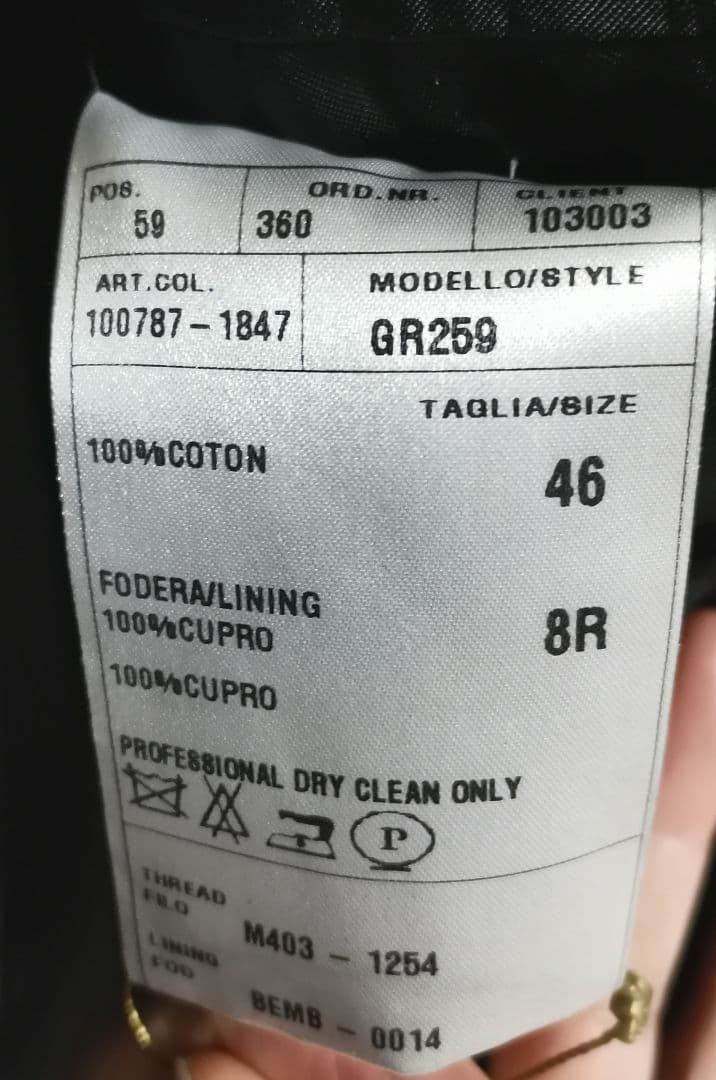 POS. ORD.NR. CLIENT
59 360 103003
ART.COL. MODELLO/STYLE
100787-1847 GR259
TAGLIA/SIZE
100%COTON 46
FODERA/LINING
100%CUPRO 8R
100%CUPRO
PROFESSIONAL DRY CLEAN ONLY
P
THREAD
FILO
M403 - 1254
LINING
FOD
BEMB - 0014